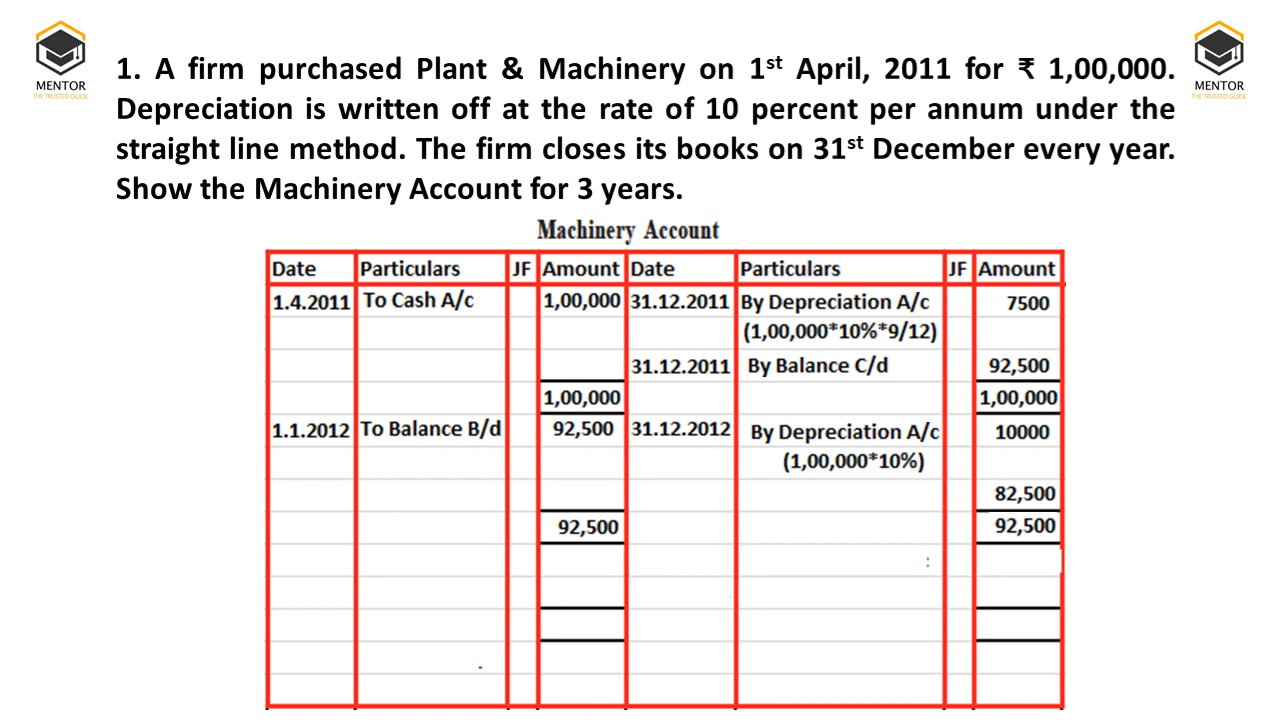 MENTOR
THE TRUSTED GUIDE
MENTOR
THE TRUSTED GUIDE
1. A firm purchased Plant & Machinery on 1st April, 2011 for ₹ 1,00,000.
Depreciation is written off at the rate of 10 percent per annum under the
straight line method. The firm closes its books on 31st December every year.
Show the Machinery Account for 3 years.
Machinery Account
Date Particulars JF Amount Date Particulars JF Amount
1.4.2011 To Cash A/c 1,00,000 31.12.2011 By Depreciation A/c 7500
(1,00,000*10%*9/12)
31.12.2011 By Balance C/d 92,500
1,00,000 1,00,000
1.1.2012 To Balance B/d 92,500 31.12.2012 By Depreciation A/c 10000
(1,00,000*10%)
82,500
92,500 92,500